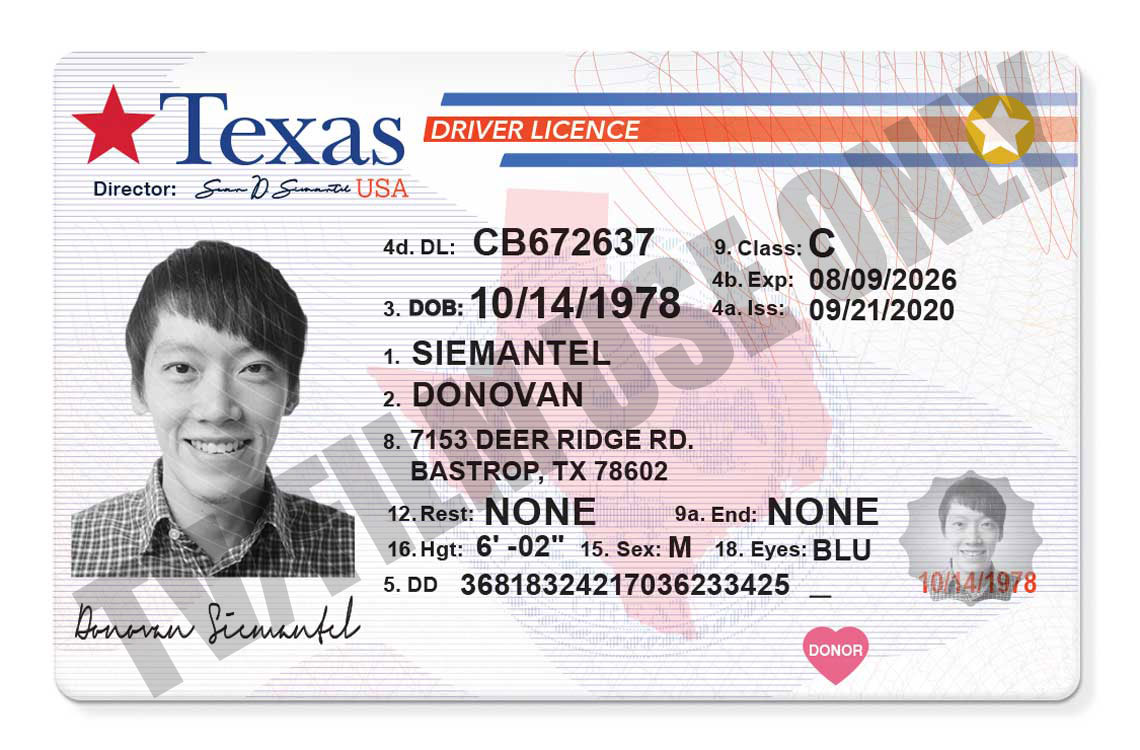 Texas
DRIVER LICENCE
Director: Sean D Siemantel USA
4d. DL: CB672637 9. Class: C
4b. Exp: 08/09/2026
3. DOB: 10/14/1978 4a. Iss: 09/21/2020
1. SIEMANTEL
2. DONOVAN
8. 7153 DEER RIDGE RD.
BASTROP, TX 78602
12. Rest: NONE 9a. End: NONE
16. Hgt: 6' -02" 15. Sex: M 18. Eyes: BLU
5. DD 36818324217036233425 _
10/14/1978
Donovan Siemantel
DONOR
TV/FILM USE ONLY